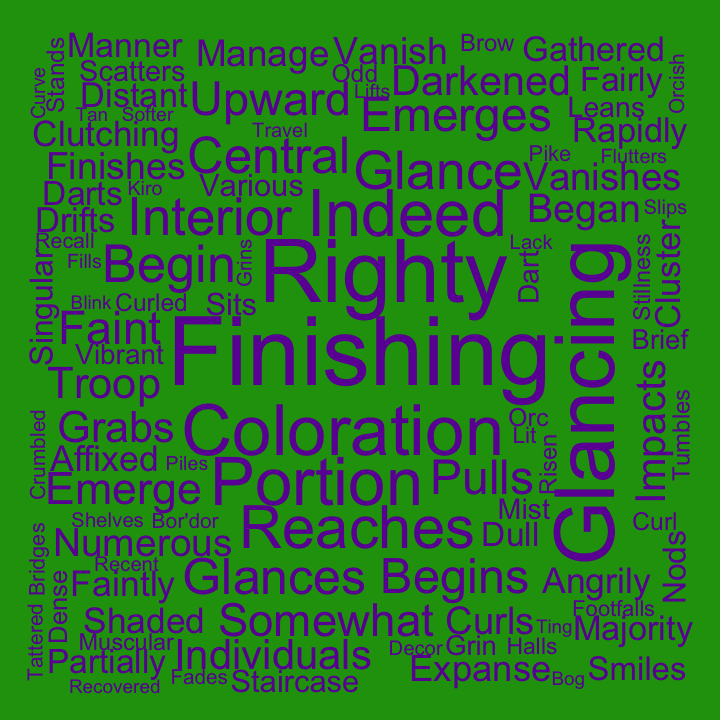 Manner
Manage
Vanish
Brow
Gathered
Stands
Curve
Scatters
Odd
Lifts
Darkened
Fairly
Orcish
Distant
Upward
Emerges
Leans
Tan
Softer
Rapidly
Clutching
Travel
Central
Glance
Pike
Flutters
Finishes
Vanishes
Darts
Kiro
Various
Began
Slips
Drifts
Interior
Indeed
Recall
Lack
Fills
Begin
Grins
Righty
Dart
Stillness
Cluster
Singular
Blink
Curled
Sits
Faint
Finishing
Glancing
Brief
Vibrant
Troop
Impacts
Grabs
Coloration
Orc
Lit
Tumbles
Crumbled
Affixed
Piles
Portion
Pulls
Risen
Emerge
Reaches
Mist
Shelves
Bor'dor
Dull
Curl
Numerous
Bridges
Recent
Nods
Faintly
Glances
Begins
Angrily
Dense
Footfalls
Shaded
Somewhat
Curls
Ting
Majority
Tattered
Muscular
Partially
Individuals
Decor
Grin
Halls
Expanse
Bog
Smiles
Recovered
Fades
Staircase